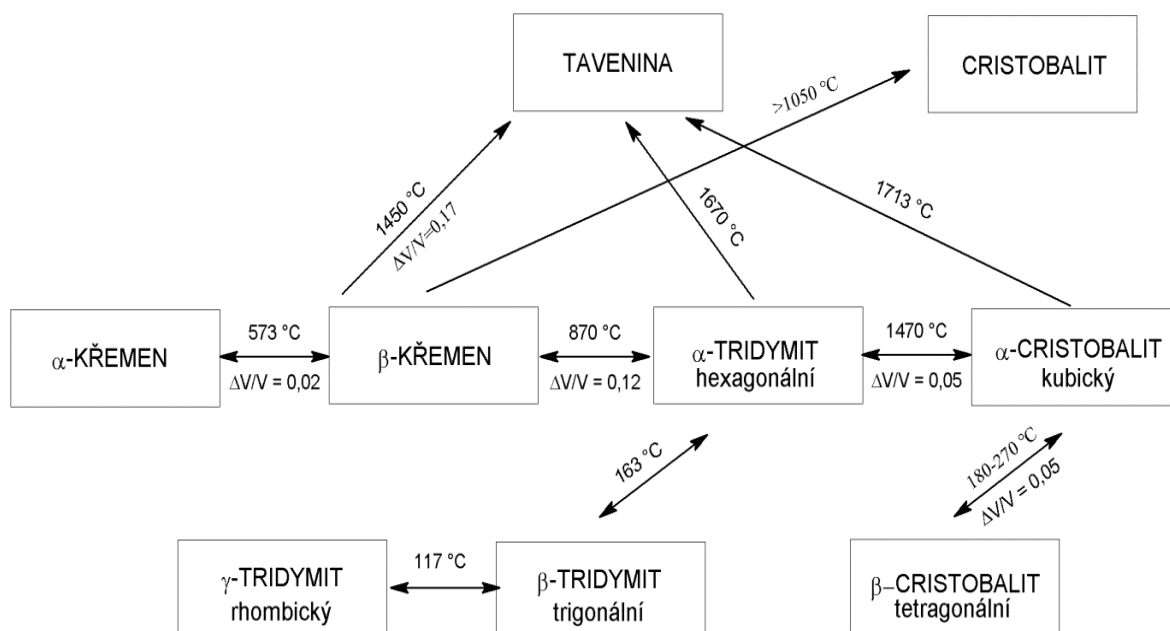 TAVENINA
CRISTOBALIT
>1050 °C
1450 °C
ΔV/V=0,17
1670 °C
1713 °C
α-KŘEMEN
573 °C
ΔV/V = 0,02
β-KŘEMEN
870 °C
ΔV/V = 0,12
α-TRIDYMIT
hexagonální
1470 °C
ΔV/V = 0,05
α-CRISTOBALIT
kubický
163 °C
180-270 °C
ΔV/V = 0,05
γ-TRIDYMIT
rhombický
117 °C
β-TRIDYMIT
trigonální
β–CRISTOBALIT
tetragonální